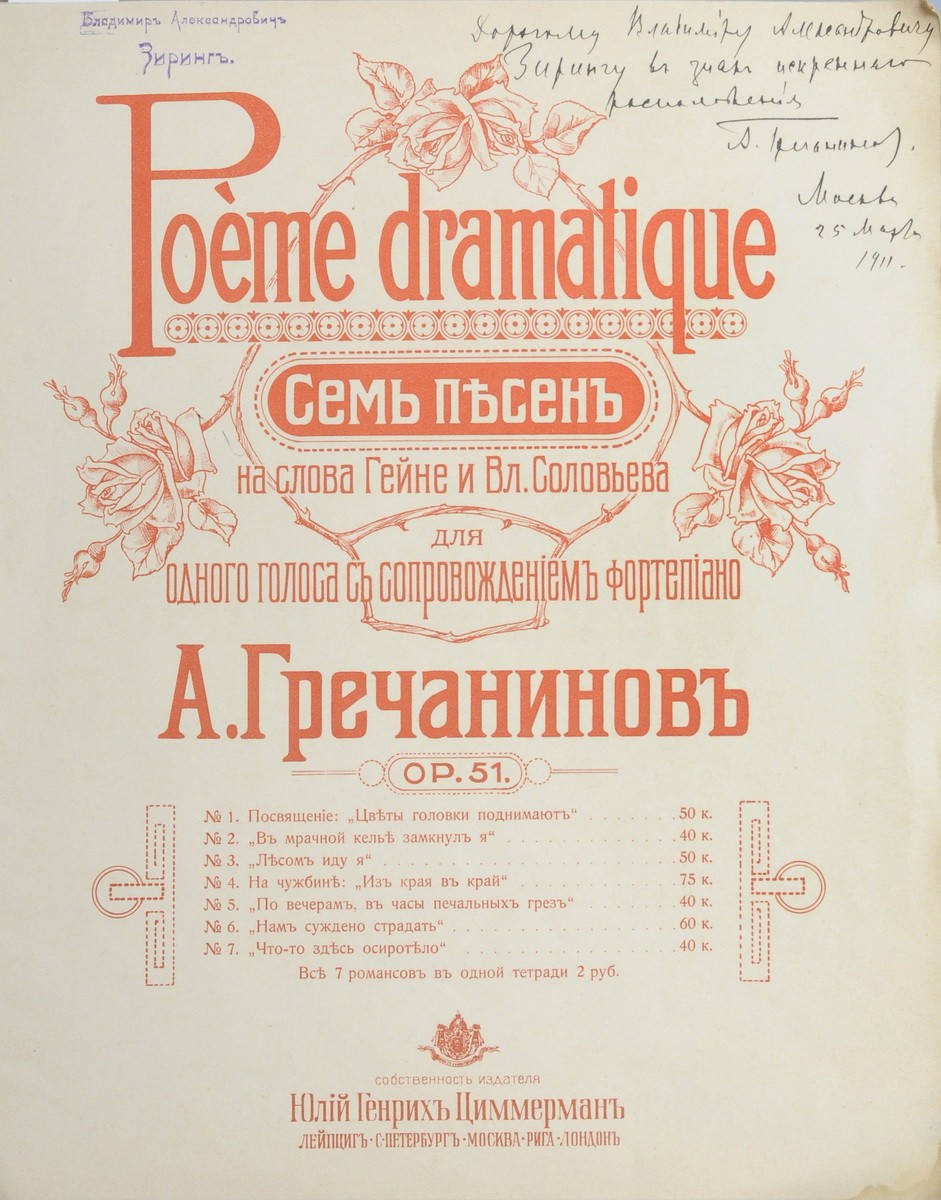 Владимиръ Александровичъ
Зирингъ.
Дорогому Владимiру Александровичу
Зирингу въ знакъ искренняго
расположенiя
А. Гречаниновъ.
Москва
25 Марта
1911.
Poème dramatique
Семь пѣсенъ
на слова Гейне и Вл. Соловьева
для
одного голоса съ сопровожденіемъ фортепіано
А. Гречаниновъ
OP. 51.
№ 1. Посвященіе: „Цвѣты головки поднимаютъ“ . . . . . . . 50 к.
№ 2. „Въ мрачной кельѣ замкнулъ я“ . . . . . . . . . . . . . 40 к.
№ 3. „Лѣсомъ иду я“ . . . . . . . . . . . . . . . . . . . . . 50 к.
№ 4. На чужбинѣ: „Изъ края въ край“ . . . . . . . . . . . . 75 к.
№ 5. „По вечерамъ, въ часы печальныхъ грезъ“ . . . . . . . 40 к.
№ 6. „Намъ суждено страдать“ . . . . . . . . . . . . . . . . 60 к.
№ 7. „Что-то здѣсь осиротѣло“ . . . . . . . . . . . . . . . 40 к.
Всѣ 7 романсовъ въ одной тетради 2 руб.
собственность издателя
Юлій Генрихъ Циммерманъ
Лейпцигъ · С-Петербургъ · Москва · Рига · Лондонъ